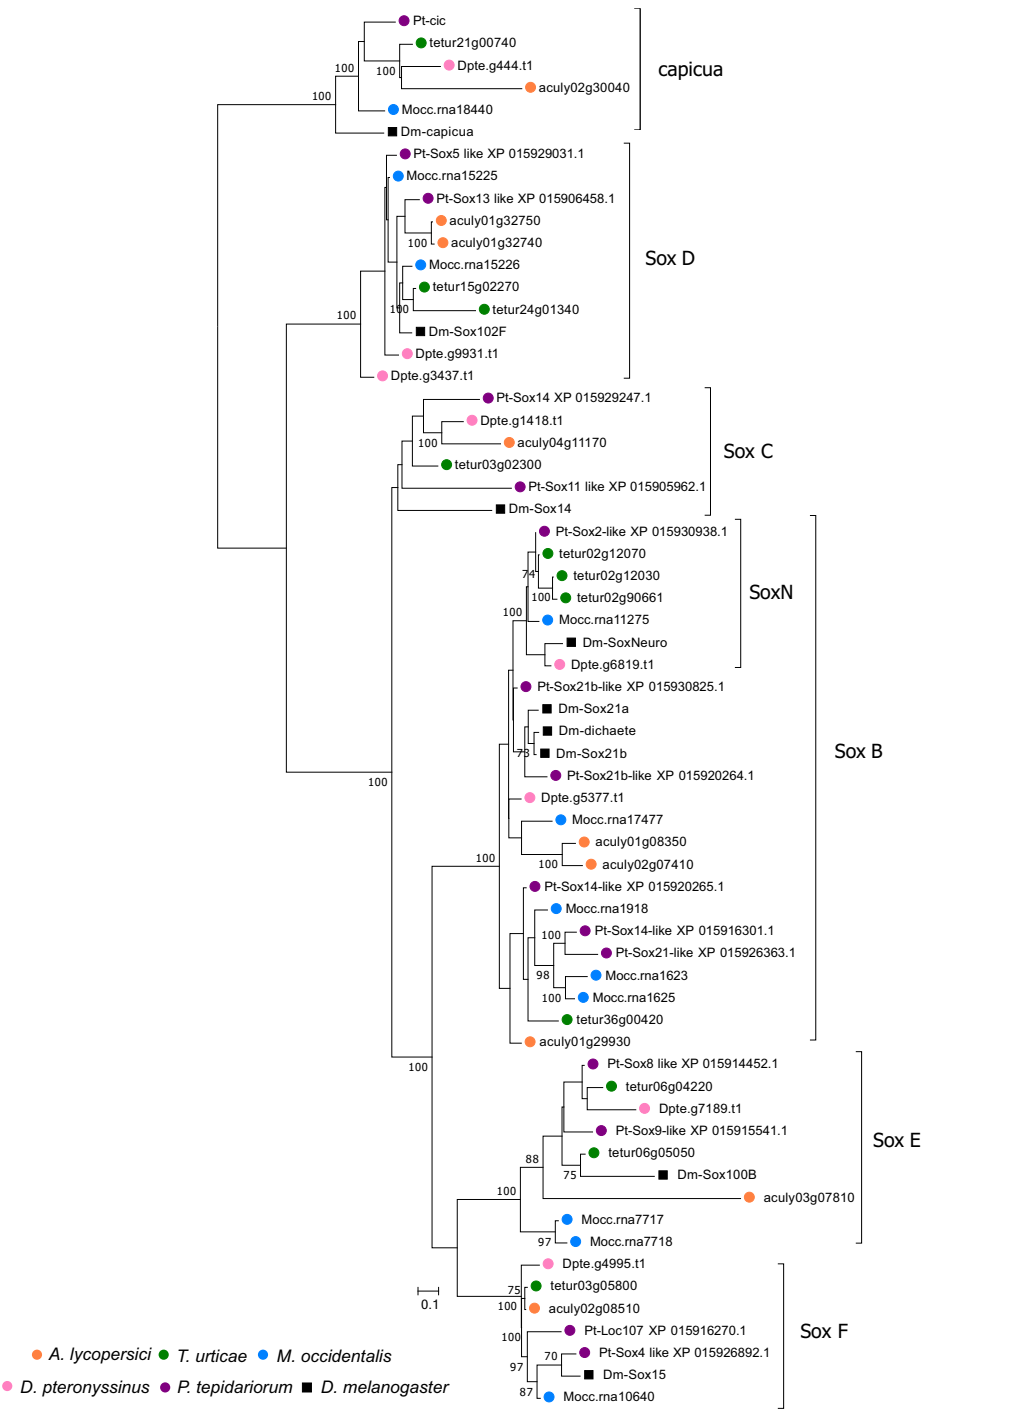 Pt-cic
tetur21g00740
100
100
Dpte.g444.t1
capicua
aculy02g30040
100
Mocc.rna18440
Dm-capicua
Pt-Sox5 like XP 015929031.1
Mocc.rna15225
Pt-Sox13 like XP 015906458.1
aculy01g32750
100
aculy01g32740
Sox D
Mocc.rna15226
tetur15g02270
100
tetur24g01340
100
Dm-Sox102F
Dpte.g9931.t1
Dpte.g3437.t1
Pt-Sox14 XP 015929247.1
Dpte.g1418.t1
100
aculy04g11170
Sox C
tetur03g02300
Pt-Sox11 like XP 015905962.1
Dm-Sox14
Pt-Sox2-like XP 015930938.1
tetur02g12070
74
tetur02g12030
SoxN
100
tetur02g90661
100
Mocc.rna11275
Dm-SoxNeuro
Dpte.g6819.t1
Pt-Sox21b-like XP 015930825.1
Dm-Sox21a
Dm-dichaete
73
Dm-Sox21b
Sox B
Pt-Sox21b-like XP 015920264.1
100
Dpte.g5377.t1
Mocc.rna17477
aculy01g08350
100
100
aculy02g07410
Pt-Sox14-like XP 015920265.1
Mocc.rna1918
100
Pt-Sox14-like XP 015916301.1
Pt-Sox21-like XP 015926363.1
98
Mocc.rna1623
100
Mocc.rna1625
tetur36g00420
aculy01g29930
100
Pt-Sox8 like XP 015914452.1
tetur06g04220
Dpte.g7189.t1
Pt-Sox9-like XP 015915541.1
Sox E
tetur06g05050
88
75
Dm-Sox100B
100
aculy03g07810
Mocc.rna7717
97
Mocc.rna7718
Dpte.g4995.t1
75
tetur03g05800
0.1
100
aculy02g08510
100
Pt-Loc107 XP 015916270.1
Sox F
70
Pt-Sox4 like XP 015926892.1
97
Dm-Sox15
87
Mocc.rna10640
A. lycopersici T. urticae M. occidentalis
D. pteronyssinus P. tepidariorum D. melanogaster